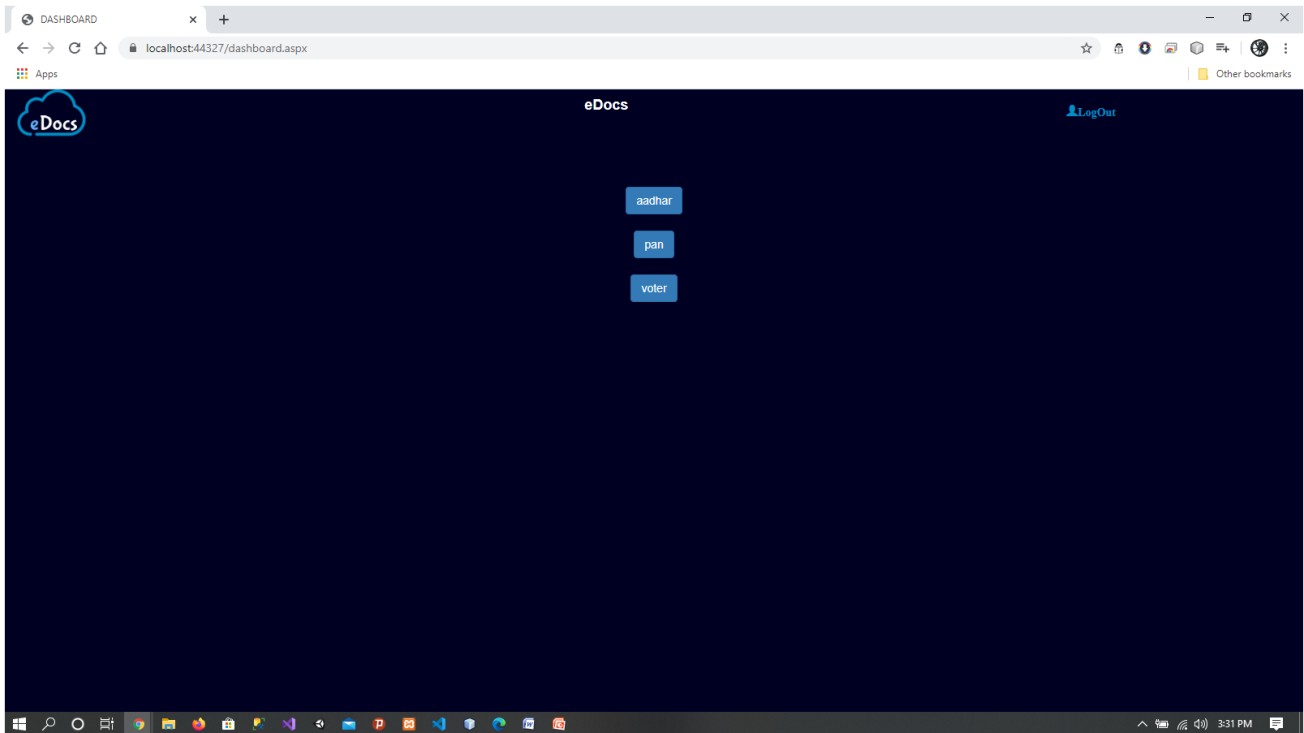 DASHBOARD
localhost:44327/dashboard.aspx
Apps
Other bookmarks
eDocs
eDocs
LogOut
aadhar
pan
voter
3:31 PM